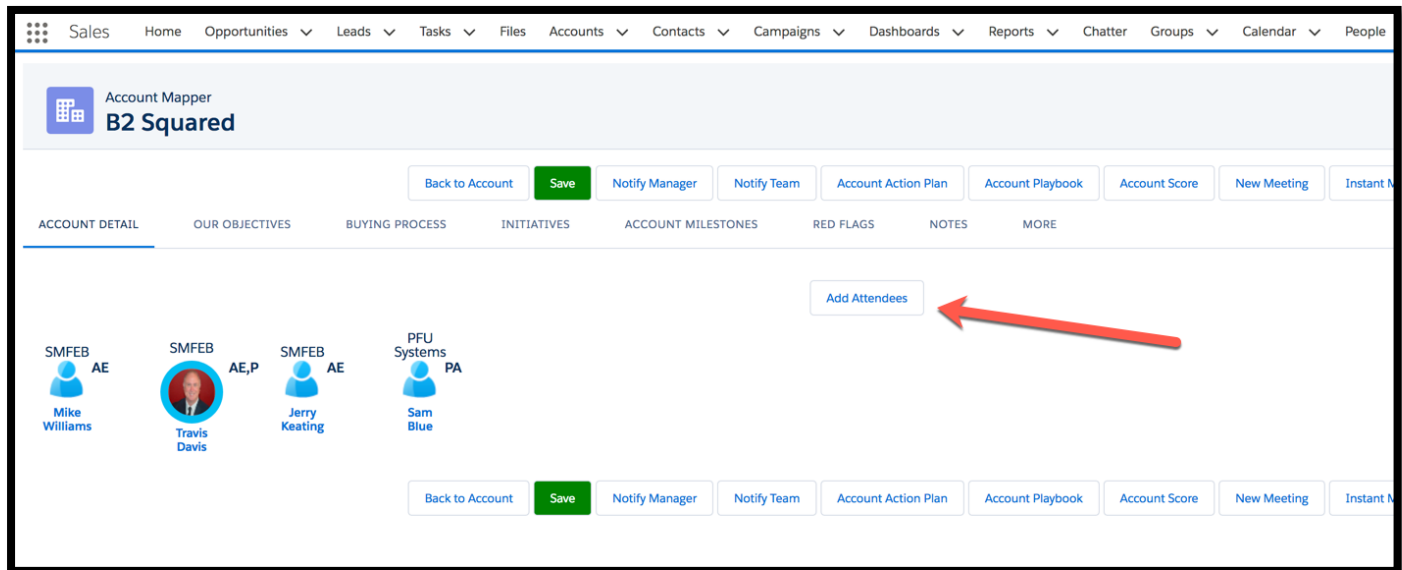 Sales Home Opportunities Leads Tasks Files Accounts Contacts Campaigns Dashboards Reports Chatter Groups Calendar People
Account Mapper
B2 Squared
Back to Account Save Notify Manager Notify Team Account Action Plan Account Playbook Account Score New Meeting Instant
ACCOUNT DETAIL OUR OBJECTIVES BUYING PROCESS INITIATIVES ACCOUNT MILESTONES RED FLAGS NOTES MORE
Add Attendees
SMFEB
AE
Mike
Williams
SMFEB
AE,P
Travis
Davis
SMFEB
AE
Jerry
Keating
PFU
Systems
PA
Sam
Blue
Back to Account Save Notify Manager Notify Team Account Action Plan Account Playbook Account Score New Meeting Instant